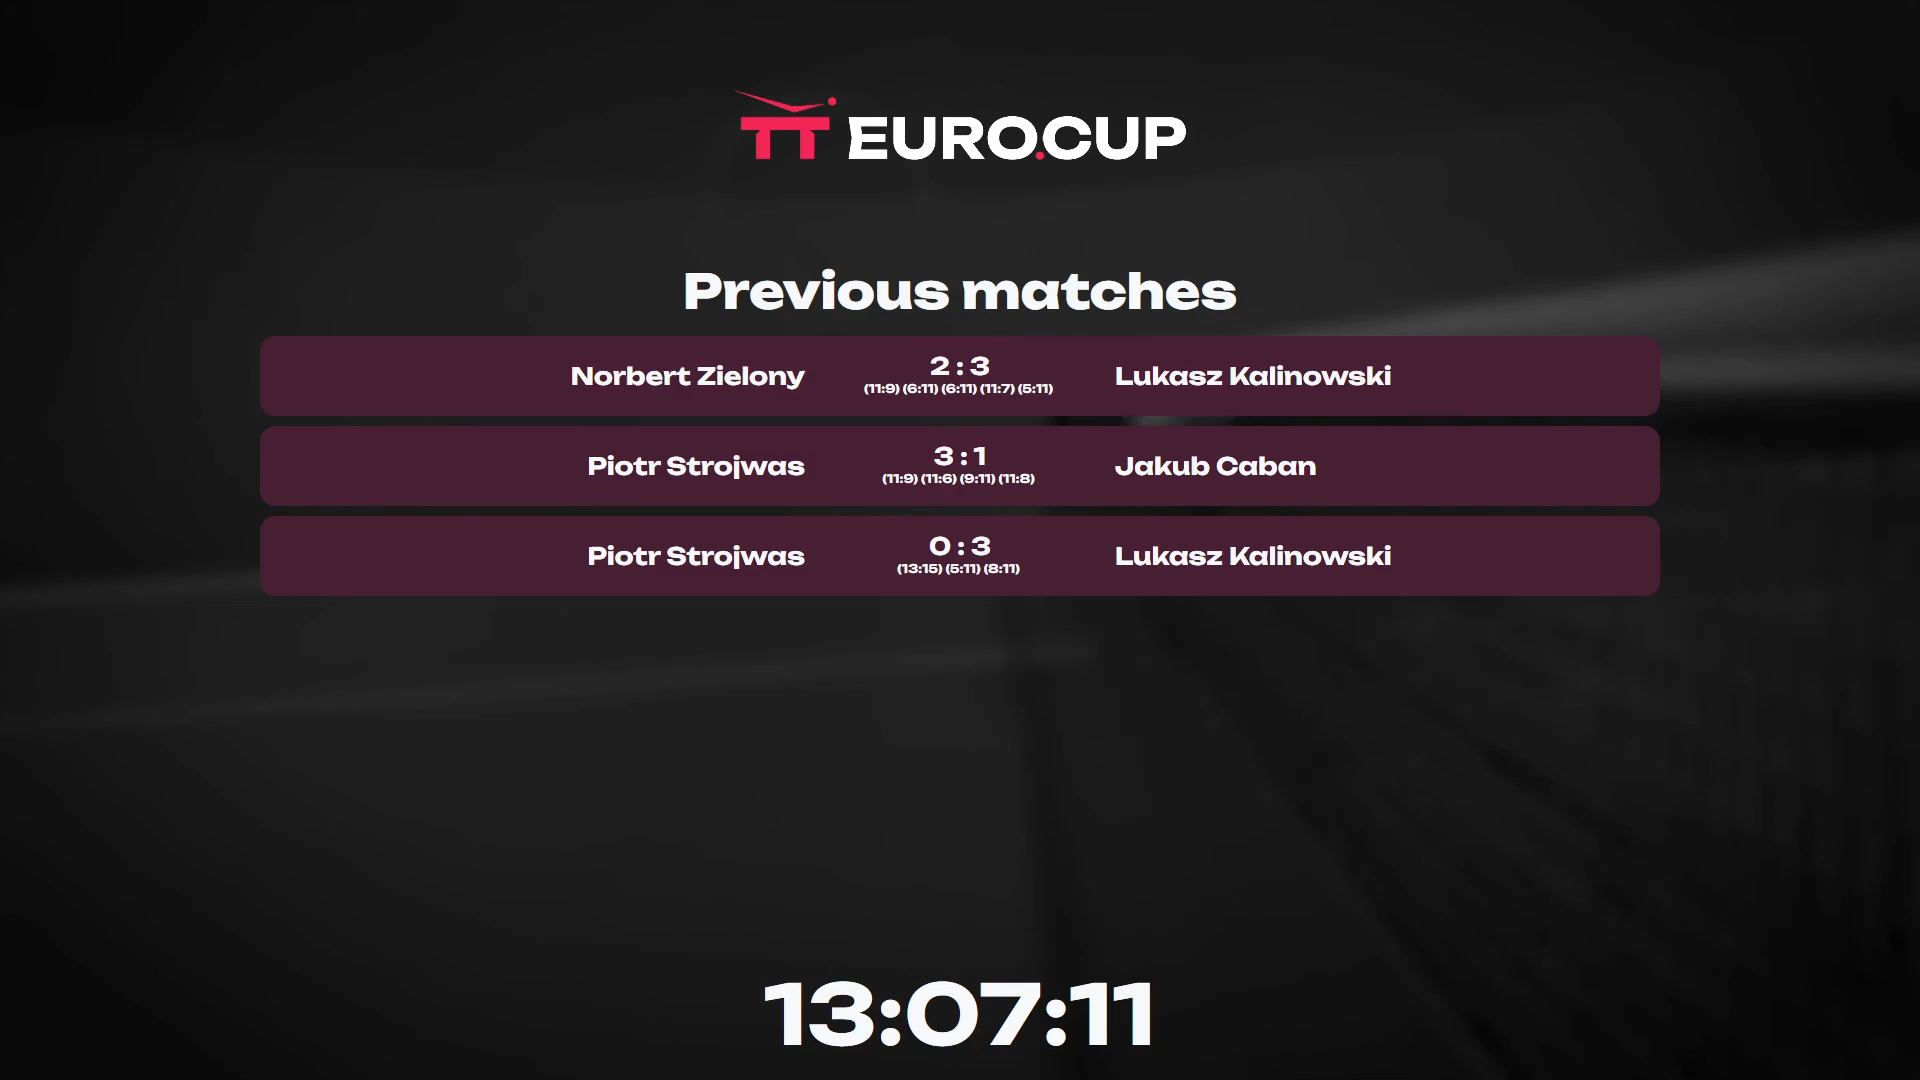 TT EURO.CUP
Previous matches
Norbert Zielony 2 : 3 Lukasz Kalinowski
(11:9) (6:11) (6:11) (11:7) (5:11)
Piotr Strojwas 3 : 1 Jakub Caban
(11:9) (11:6) (9:11) (11:8)
Piotr Strojwas 0 : 3 Lukasz Kalinowski
(13:15) (5:11) (8:11)
13:07:11